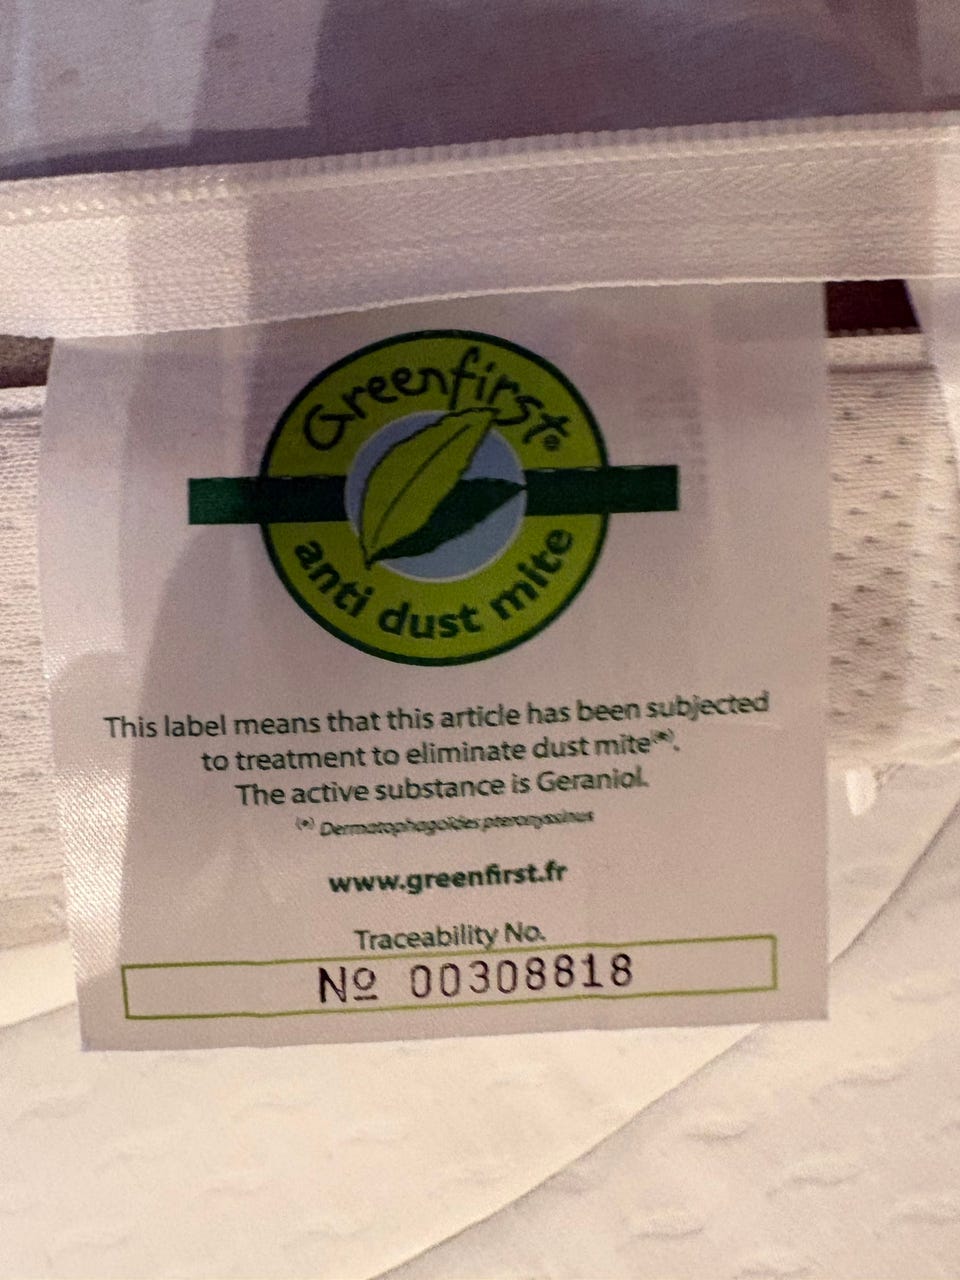 Greenfirst®
anti dust mite
This label means that this article has been subjected
to treatment to eliminate dust mite(*).
The active substance is Geraniol.
(*) Dermatophagoïdes pteronyssinus
www.greenfirst.fr
Traceability No.
Nº 00308818